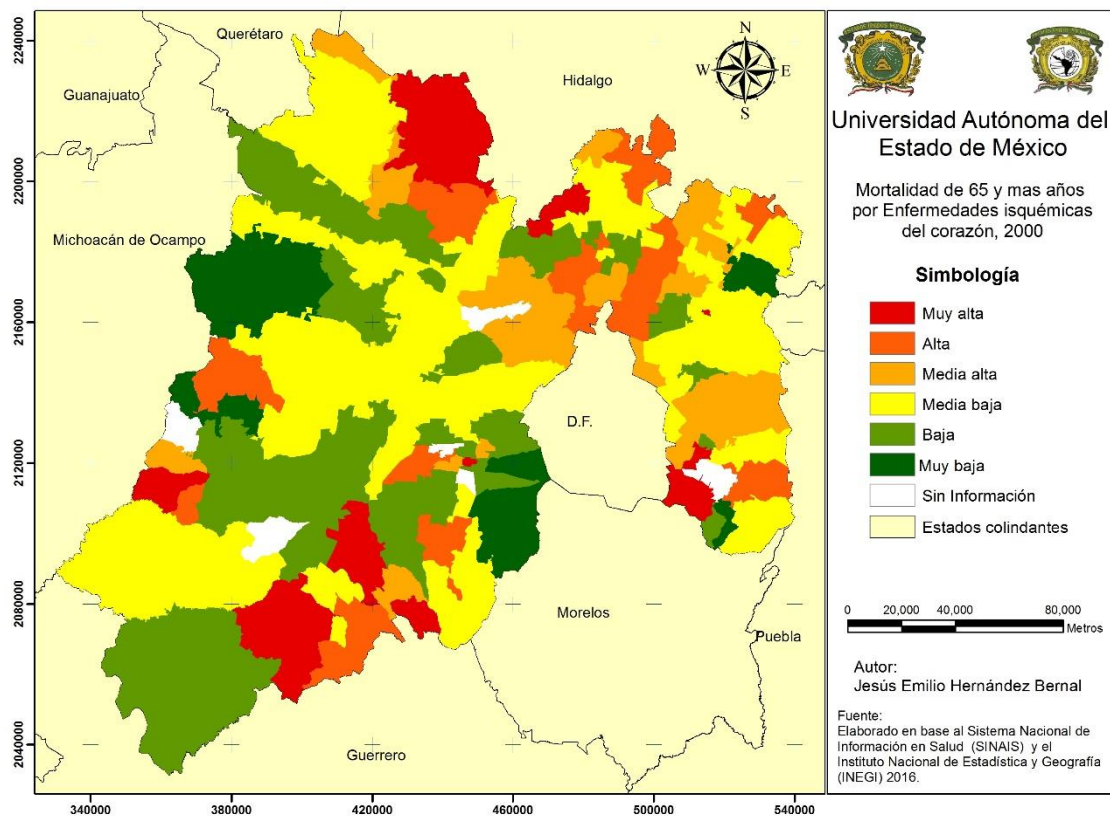 2240000
2200000
2160000
2120000
2080000
2040000
340000
380000
420000
460000
500000
540000
Querétaro
Guanajuato
Hidalgo
Michoacán de Ocampo
D.F.
Morelos
Puebla
Guerrero
N
W
E
S
Universidad Autónoma del
Estado de México
Mortalidad de 65 y mas años
por Enfermedades isquémicas
del corazón, 2000
Simbología
Muy alta
Alta
Media alta
Media baja
Baja
Muy baja
Sin Información
Estados colindantes
0
20,000
40,000
80,000
Metros
Autor:
Jesús Emilio Hernández Bernal
Fuente:
Elaborado en base al Sistema Nacional de
Información en Salud (SINAIS) y el
Instituto Nacional de Estadística y Geografía
(INEGI) 2016.